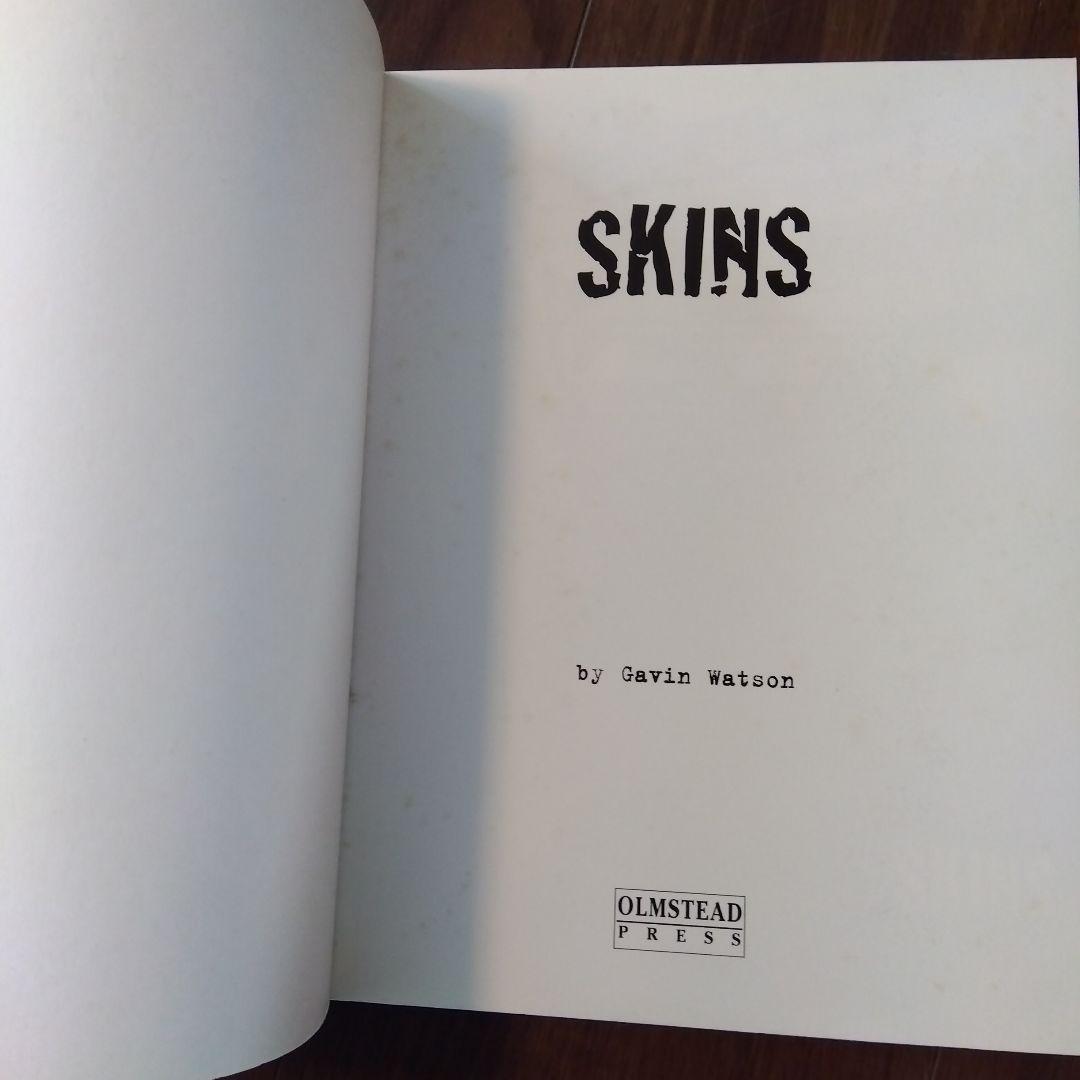 SKINS
by Gavin Watson
OLMSTEAD
PRESS